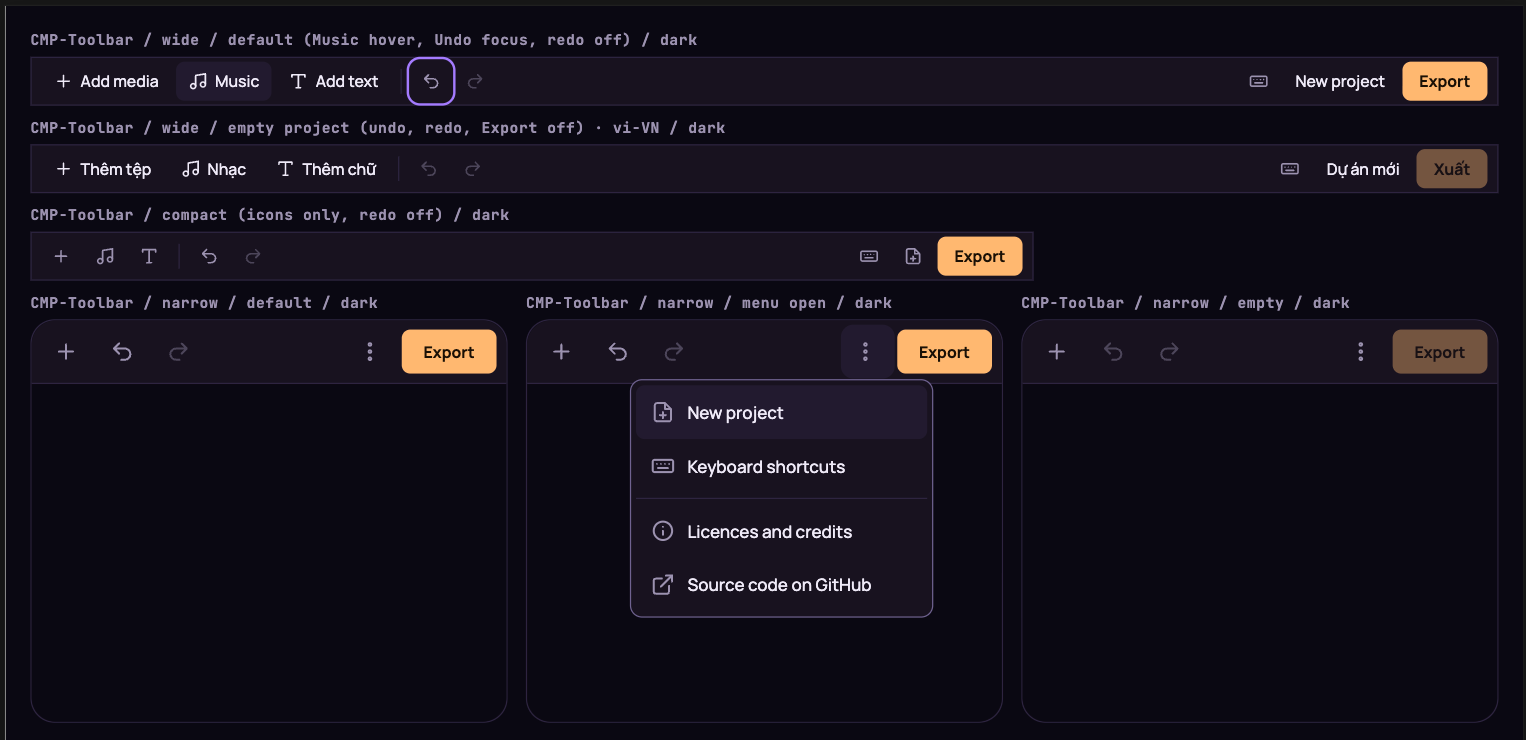 CMP-Toolbar / wide / default (Music hover, Undo focus, redo off) / dark
Add media Music Add text New project Export
CMP-Toolbar / wide / empty project (undo, redo, Export off) · vi-VN / dark
Thêm tệp Nhạc Thêm chữ Dự án mới Xuất
CMP-Toolbar / compact (icons only, redo off) / dark
Export
CMP-Toolbar / narrow / default / dark
Export
CMP-Toolbar / narrow / menu open / dark
Export
New project
Keyboard shortcuts
Licences and credits
Source code on GitHub
CMP-Toolbar / narrow / empty / dark
Export